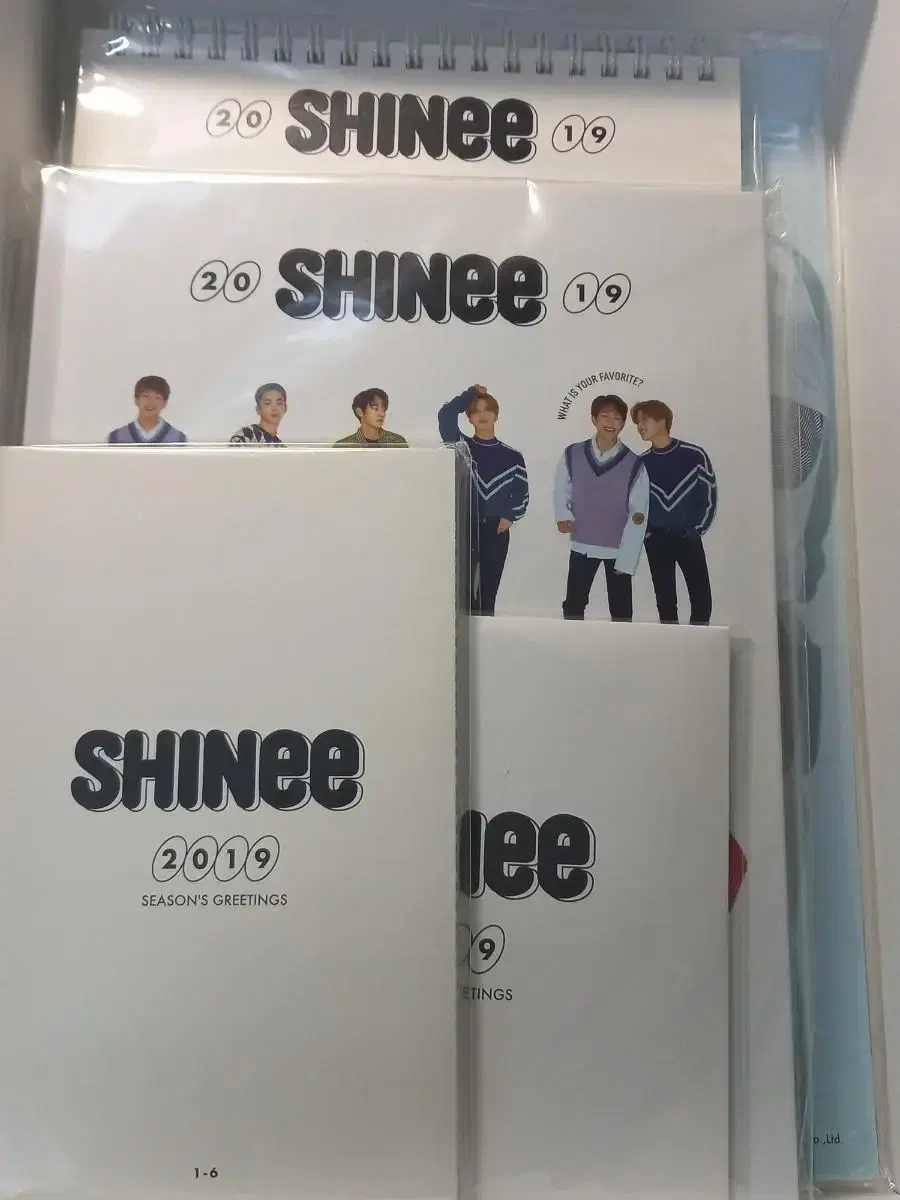 20 SHINee 19
20 SHINee 19
WHAT IS YOUR FAVORITE?
SHINee
2019
SEASON'S GREETINGS
1-6
nee
9
ETINGS
o.,Ltd.